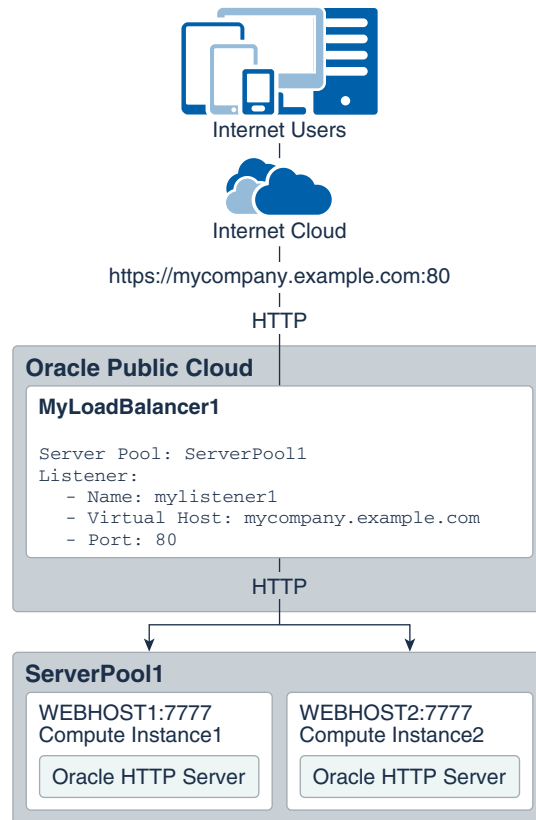 Internet Users
Internet Cloud
https://mycompany.example.com:80
HTTP
Oracle Public Cloud
MyLoadBalancer1
Server Pool: ServerPool1
Listener:
- Name: mylistener1
- Virtual Host: mycompany.example.com
- Port: 80
HTTP
ServerPool1
WEBHOST1:7777
Compute Instance1
Oracle HTTP Server
WEBHOST2:7777
Compute Instance2
Oracle HTTP Server